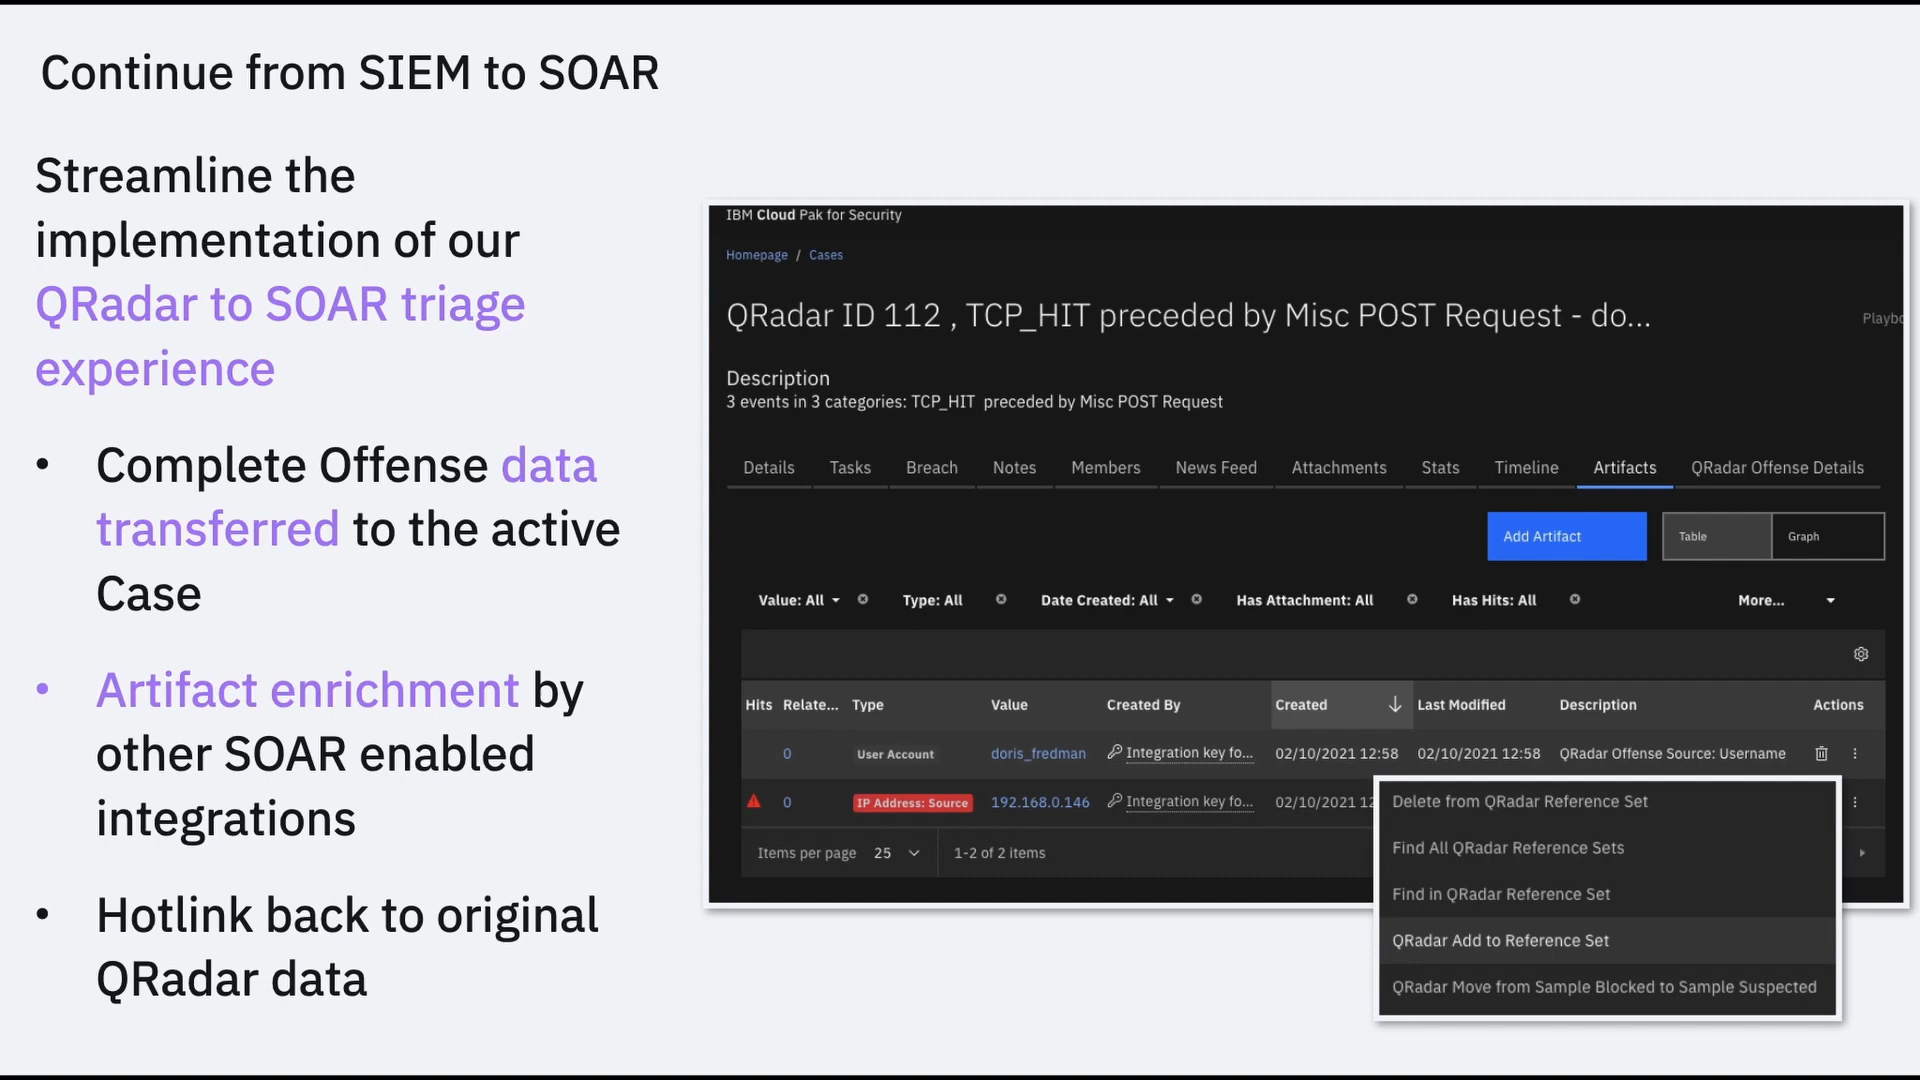 Continue from SIEM to SOAR
Streamline the
implementation of our
QRadar to SOAR triage
experience
• Complete Offense data
transferred to the active
Case
• Artifact enrichment by
other SOAR enabled
integrations
• Hotlink back to original
QRadar data
IBM Cloud Pak for Security
Homepage / Cases
QRadar ID 112 , TCP_HIT preceded by Misc POST Request - do...
Playbo
Description
3 events in 3 categories: TCP_HIT preceded by Misc POST Request
Details Tasks Breach Notes Members News Feed Attachments Stats Timeline Artifacts QRadar Offense Details
Add Artifact Table Graph
Value: All Type: All Date Created: All Has Attachment: All Has Hits: All More...
Hits Relate... Type Value Created By Created Last Modified Description Actions
0 User Account doris_fredman Integration key fo... 02/10/2021 12:58 02/10/2021 12:58 QRadar Offense Source: Username
0 IP Address: Source 192.168.0.146 Integration key fo... 02/10/2021 12
Items per page 25 1-2 of 2 items
Delete from QRadar Reference Set
Find All QRadar Reference Sets
Find in QRadar Reference Set
QRadar Add to Reference Set
QRadar Move from Sample Blocked to Sample Suspected